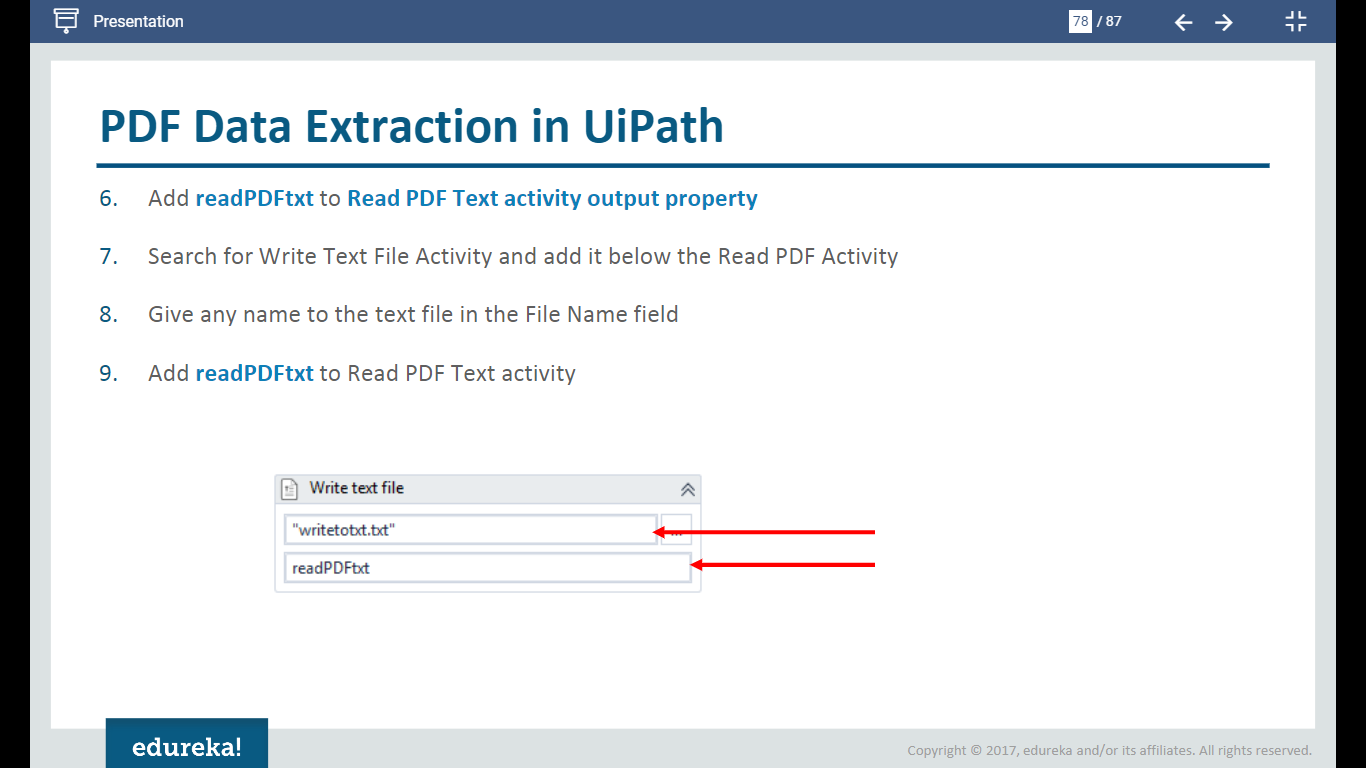 Presentation
78 / 87
PDF Data Extraction in UiPath
6. Add readPDFtxt to Read PDF Text activity output property
7. Search for Write Text File Activity and add it below the Read PDF Activity
8. Give any name to the text file in the File Name field
9. Add readPDFtxt to Read PDF Text activity
Write text file
"writetotxt.txt"
...
readPDFtxt
edureka!
Copyright © 2017, edureka and/or its affiliates. All rights reserved.